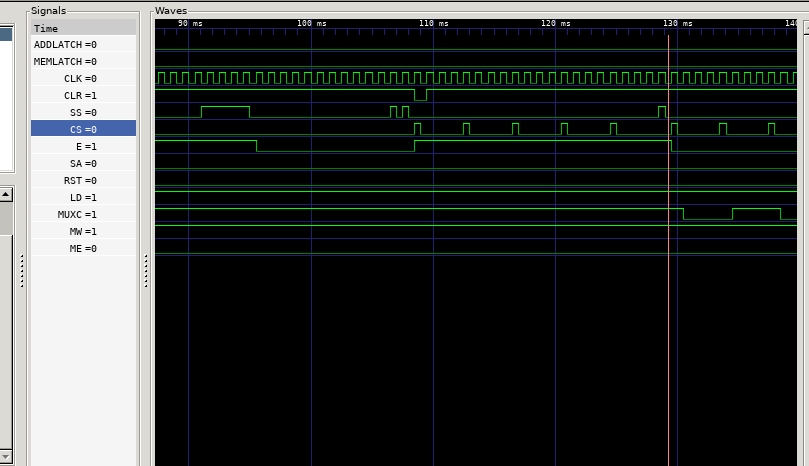 Signals
Waves
Time
90 ms
100 ms
110 ms
120 ms
130 ms
140
ADDLATCH =0
MEMLATCH =0
CLK =0
CLR =1
SS =0
CS =0
E =1
SA =0
RST =0
LD =1
MUXC =1
MW =1
ME =0